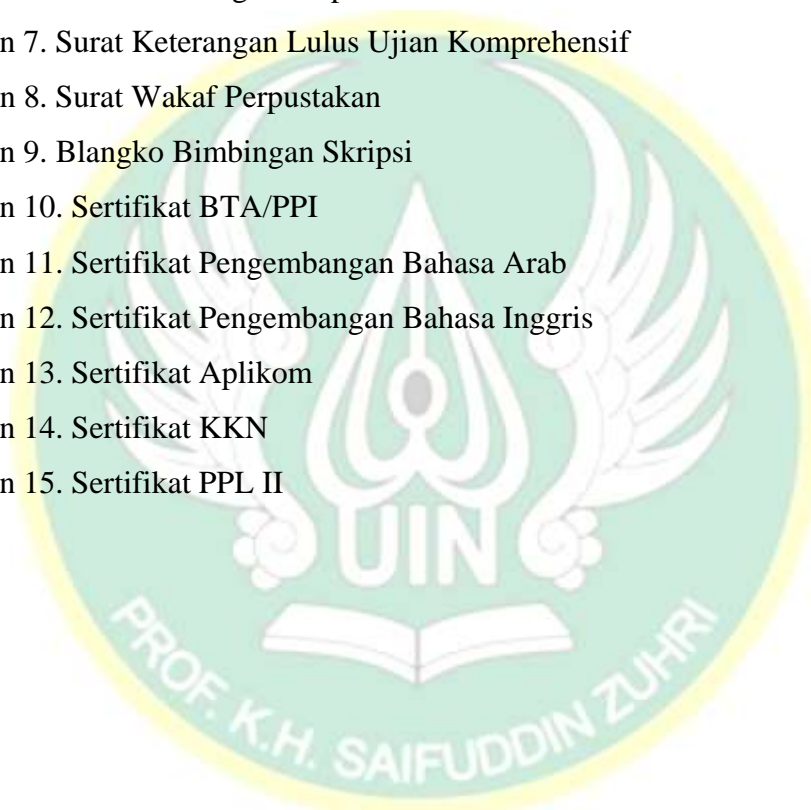 n 7. Surat Keterangan Lulus Ujian Komprehensif
n 8. Surat Wakaf Perpustakan
n 9. Blangko Bimbingan Skripsi
n 10. Sertifikat BTA/PPI
n 11. Sertifikat Pengembangan Bahasa Arab
n 12. Sertifikat Pengembangan Bahasa Inggris
n 13. Sertifikat Aplikom
n 14. Sertifikat KKN
n 15. Sertifikat PPL II
UIN
PROF. K.H. SAIFUDDIN ZUHRI